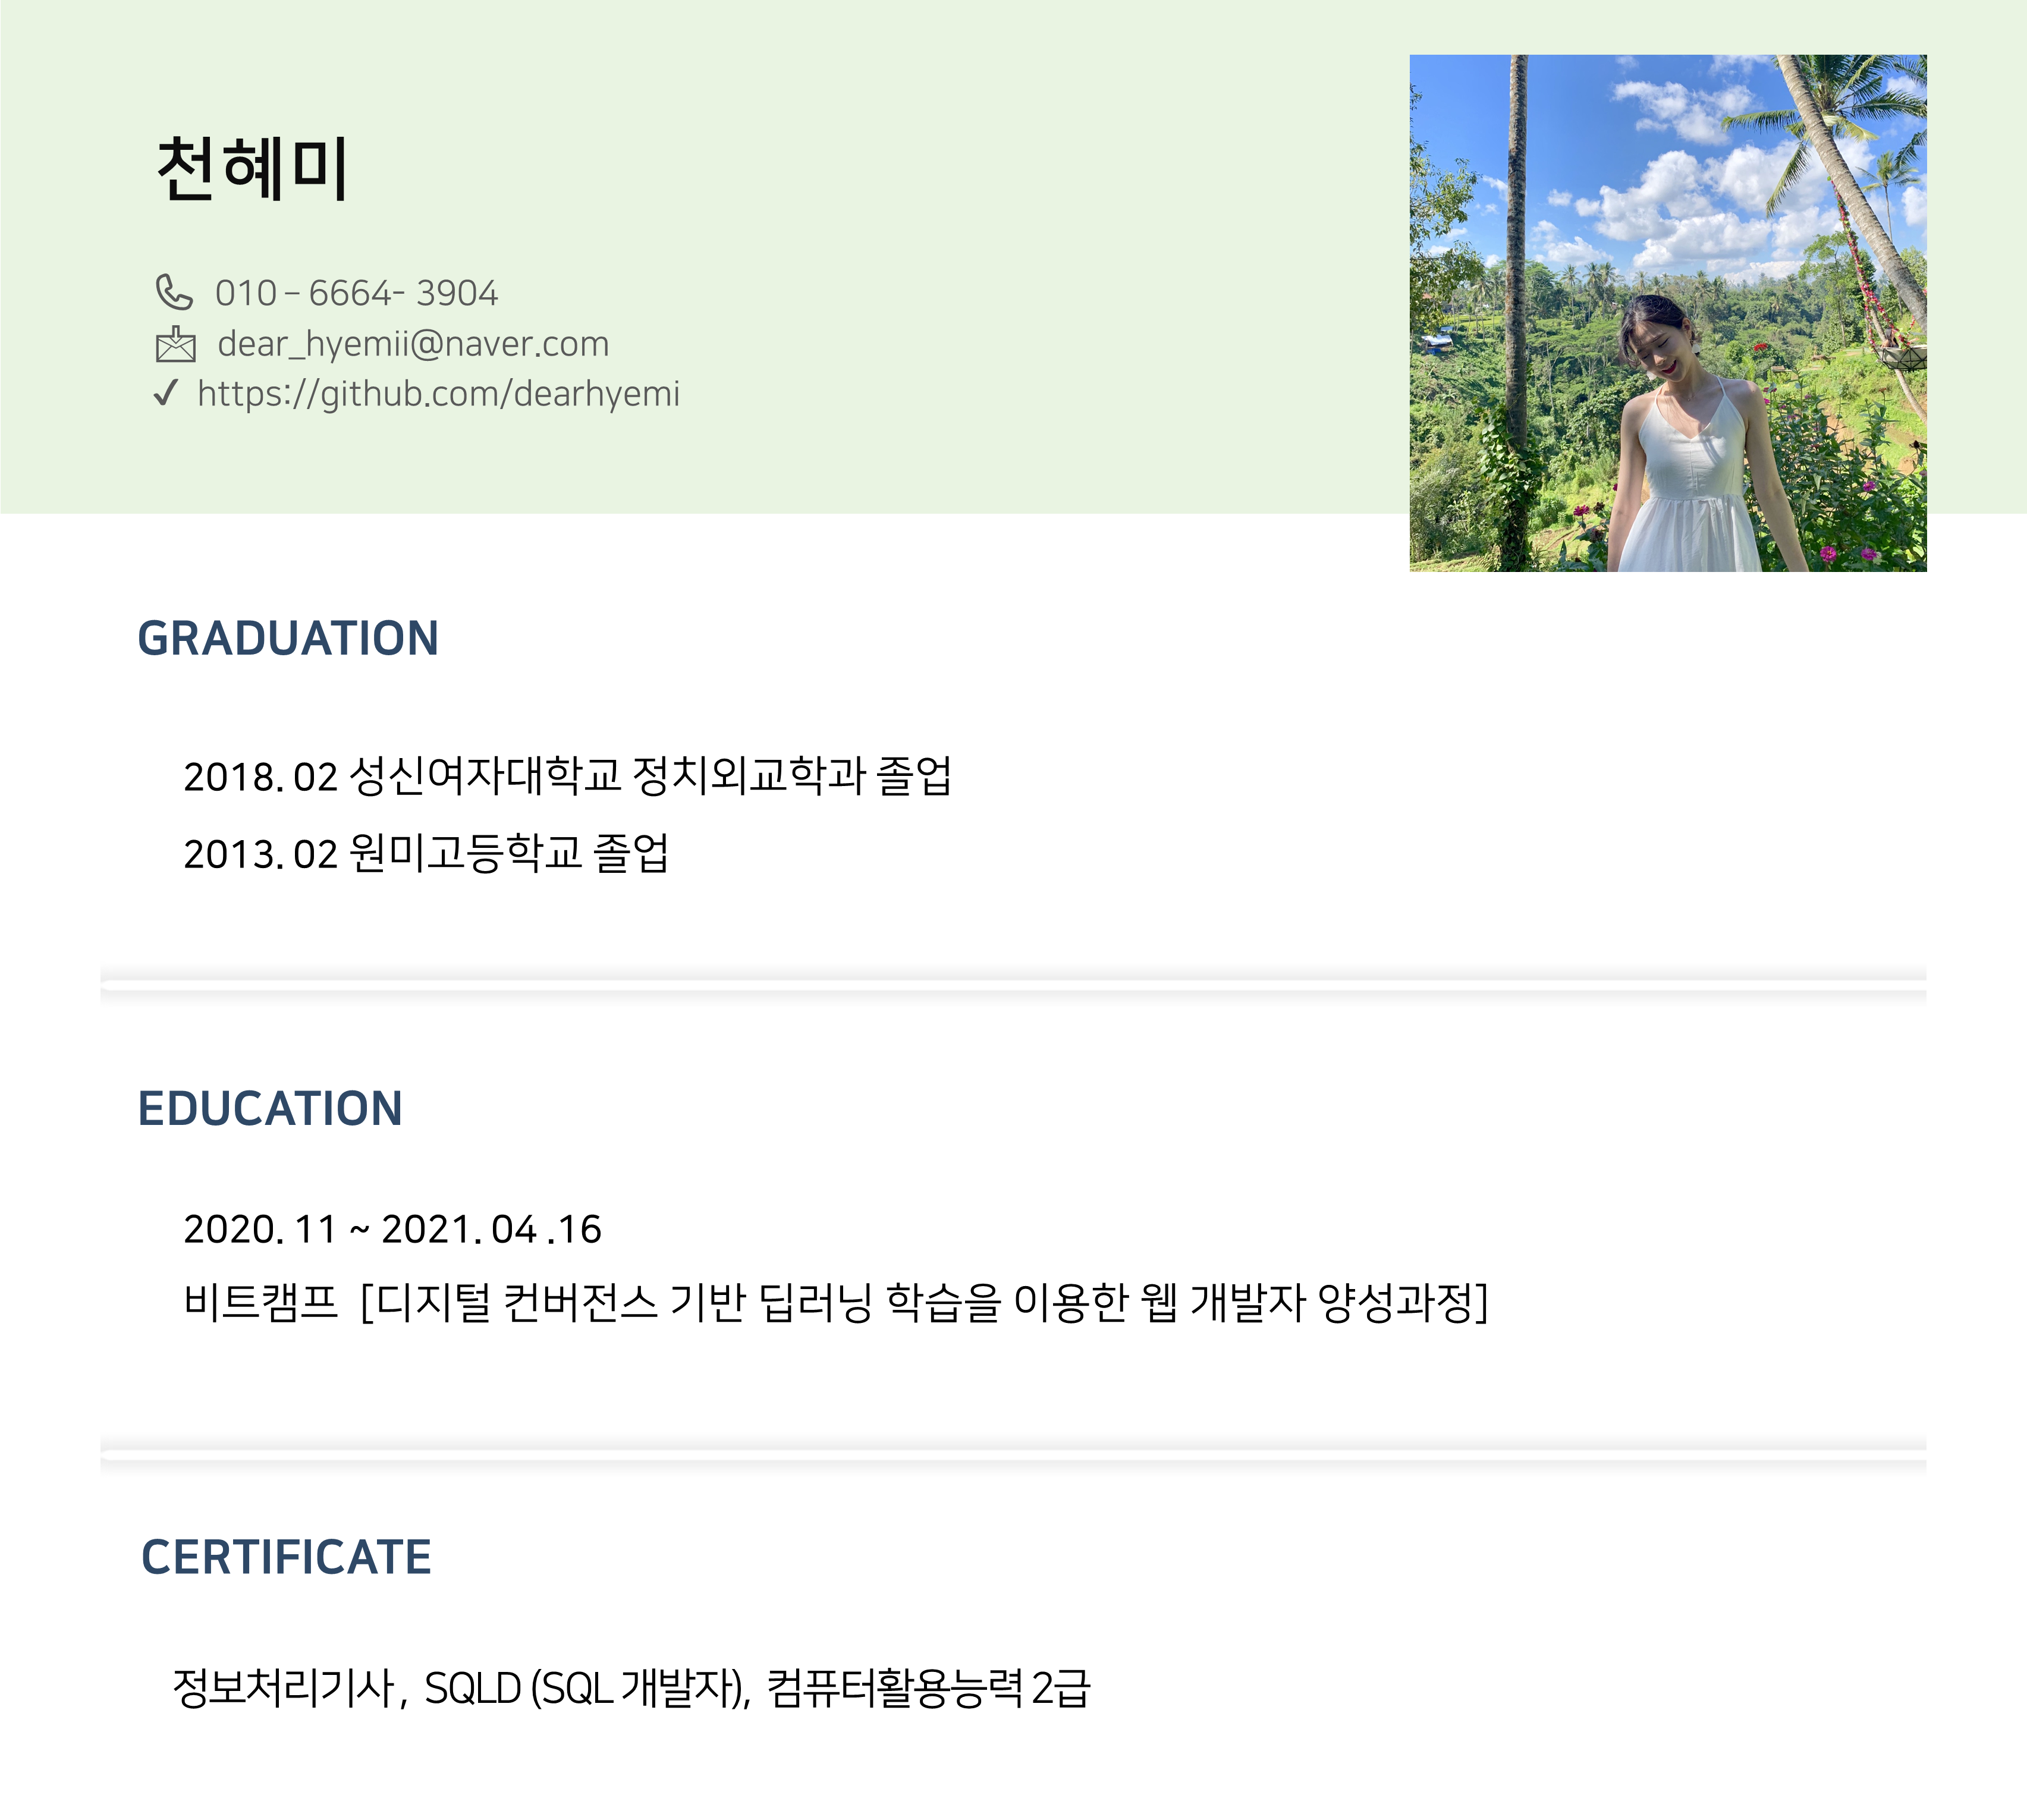 천혜미
010 – 6664- 3904
dear_hyemii@naver.com
https://github.com/dearhyemi
GRADUATION
2018. 02 성신여자대학교 정치외교학과 졸업
2013. 02 원미고등학교 졸업
EDUCATION
2020. 11 ~ 2021. 04 .16
비트캠프 [디지털 컨버전스 기반 딥러닝 학습을 이용한 웹 개발자 양성과정]
CERTIFICATE
정보처리기사, SQLD (SQL 개발자), 컴퓨터활용능력 2급